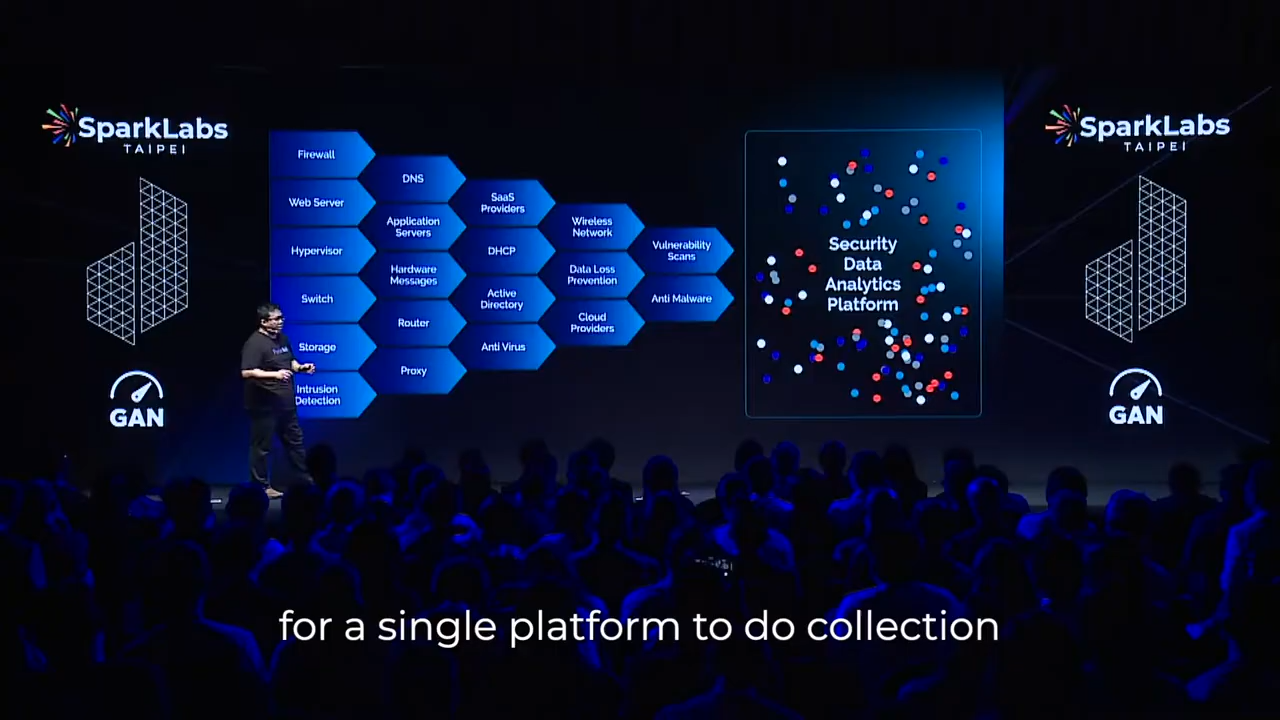 SparkLabs
TAIPEI
GAN
Firewall
Web Server
Hypervisor
Switch
Storage
Intrusion
Detection
DNS
Application
Servers
Hardware
Messages
Router
Proxy
SaaS
Providers
DHCP
Active
Directory
Anti Virus
Wireless
Network
Data Loss
Prevention
Cloud
Providers
Vulnerability
Scans
Anti Malware
Security
Data
Analytics
Platform
SparkLabs
TAIPEI
GAN
for a single platform to do collection